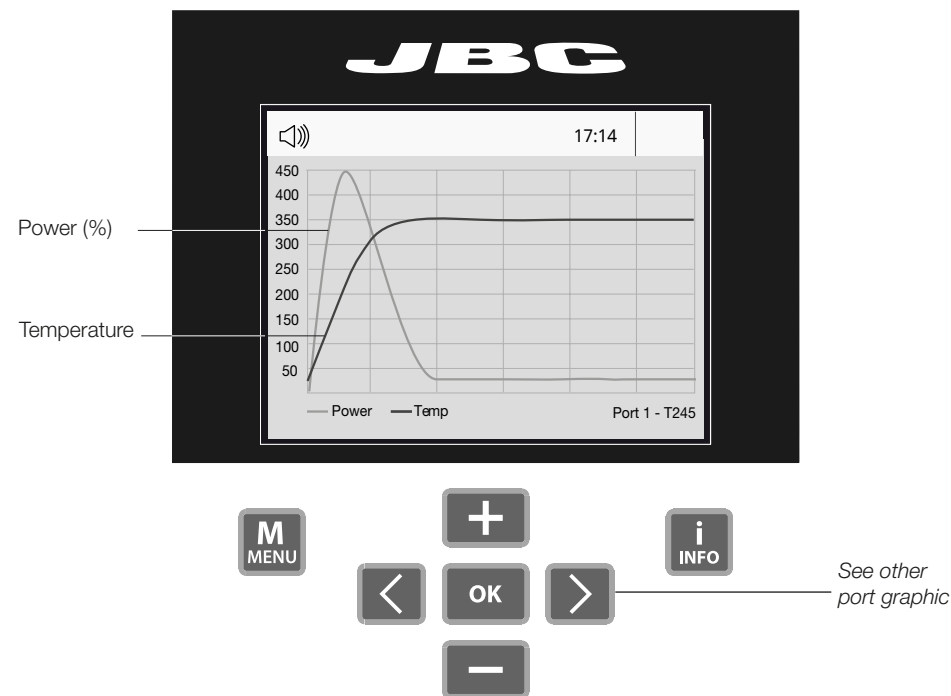 JBC
17:14
450
400
350
300
250
200
150
100
50
Power (%)
Temperature
Power Temp Port 1 - T245
M
MENU
+
i
INFO
< OK >
See other
port graphic
−